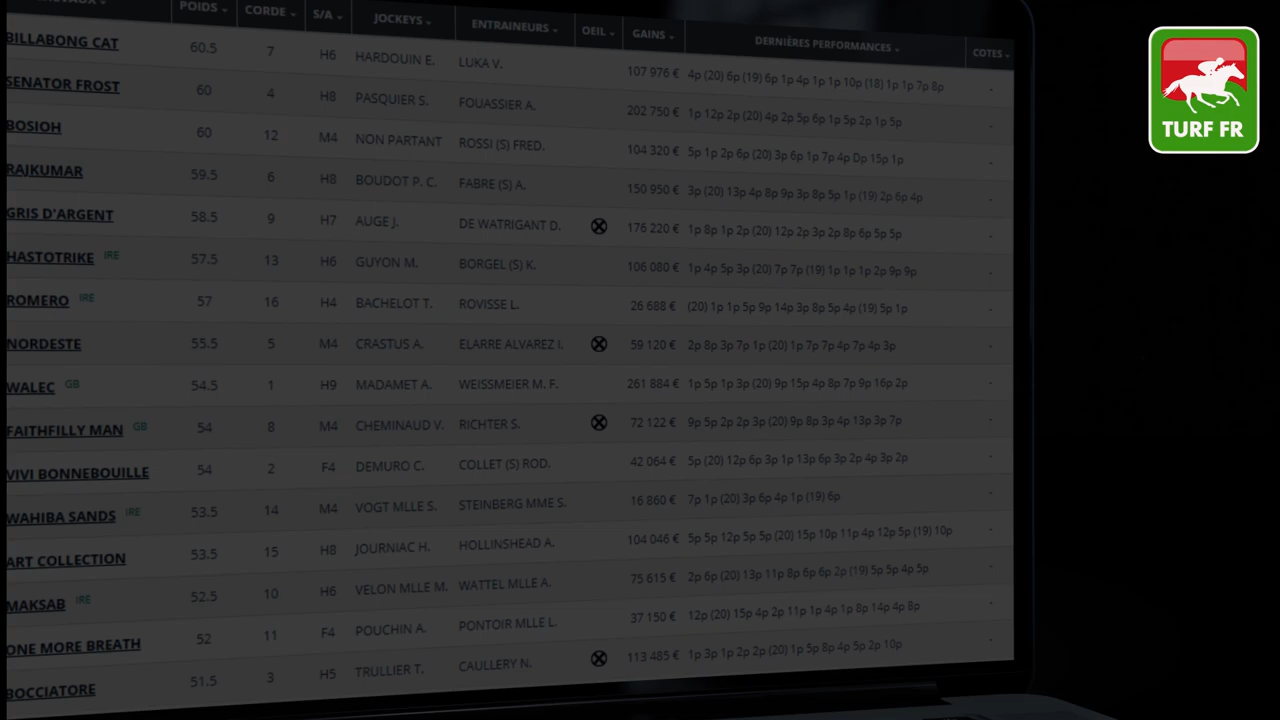 POIDS CORDE S/A JOCKEYS ENTRAINEURS OEIL GAINS DERNIÈRES PERFORMANCES COTES
BILLABONG CAT 60.5 7 H6 HARDOUIN E. LUKA V. 107 976 € 4p (20) 6p (19) 6p 1p 4p 1p 1p 10p (18) 1p 1p 7p 8p -
SENATOR FROST 60 4 H8 PASQUIER S. FOUASSIER A. 202 750 € 1p 12p 2p (20) 4p 2p 5p 6p 1p 5p 2p 1p 5p -
BOSIOH 60 12 M4 NON PARTANT ROSSI (S) FRED. 104 320 € 5p 1p 2p 6p (20) 3p 6p 1p 7p 4p Dp 15p 1p -
RAJKUMAR 59.5 6 H8 BOUDOT P. C. FABRE (S) A. 150 950 € 3p (20) 13p 4p 8p 9p 3p 8p 5p 1p (19) 2p 6p 4p -
GRIS D'ARGENT 58.5 9 H7 AUGE J. DE WATRIGANT D. 176 220 € 1p 8p 1p 2p (20) 12p 2p 3p 2p 8p 6p 5p 5p -
HASTOTRIKE IRE 57.5 13 H6 GUYON M. BORGEL (S) K. 106 080 € 1p 4p 5p 3p (20) 7p 7p (19) 1p 1p 1p 2p 9p 9p -
ROMERO IRE 57 16 H4 BACHELOT T. ROVISSE L. 26 688 € (20) 1p 1p 5p 9p 14p 3p 8p 5p 4p (19) 5p 1p -
NORDESTE 55.5 5 M4 CRASTUS A. ELARRE ALVAREZ I. 59 120 € 2p 8p 3p 7p 1p (20) 1p 7p 7p 4p 7p 4p 3p -
WALEC GB 54.5 1 H9 MADAMET A. WEISSMEIER M. F. 261 884 € 1p 5p 1p 3p (20) 9p 15p 4p 8p 7p 9p 16p 2p -
FAITHFILLY MAN GB 54 8 M4 CHEMINAUD V. RICHTER S. 72 122 € 9p 5p 2p 2p 3p (20) 9p 8p 3p 4p 13p 3p 7p -
VIVI BONNEBOUILLE 54 2 F4 DEMURO C. COLLET (S) ROD. 42 064 € 5p (20) 12p 6p 3p 1p 13p 6p 3p 2p 4p 3p 2p -
WAHIBA SANDS IRE 53.5 14 M4 VOGT MLLE S. STEINBERG MME S. 16 860 € 7p 1p (20) 3p 6p 4p 1p (19) 6p -
ART COLLECTION 53.5 15 H8 JOURNIAC H. HOLLINSHEAD A. 104 046 € 5p 5p 12p 5p 5p (20) 15p 10p 11p 4p 12p 5p (19) 10p -
MAKSAB IRE 52.5 10 H6 VELON MLLE M. WATTEL MLLE A. 75 615 € 2p 6p (20) 13p 11p 8p 6p 6p 2p (19) 5p 5p 4p 5p -
ONE MORE BREATH 52 11 F4 POUCHIN A. PONTOIR MLLE L. 37 150 € 12p (20) 15p 4p 2p 11p 1p 4p 1p 8p 14p 4p 8p -
BOCCIATORE 51.5 3 H5 TRULLIER T. CAULLERY N. 113 485 € 1p 3p 1p 2p 2p (20) 1p 5p 8p 4p 5p 2p 10p -
TURF FR